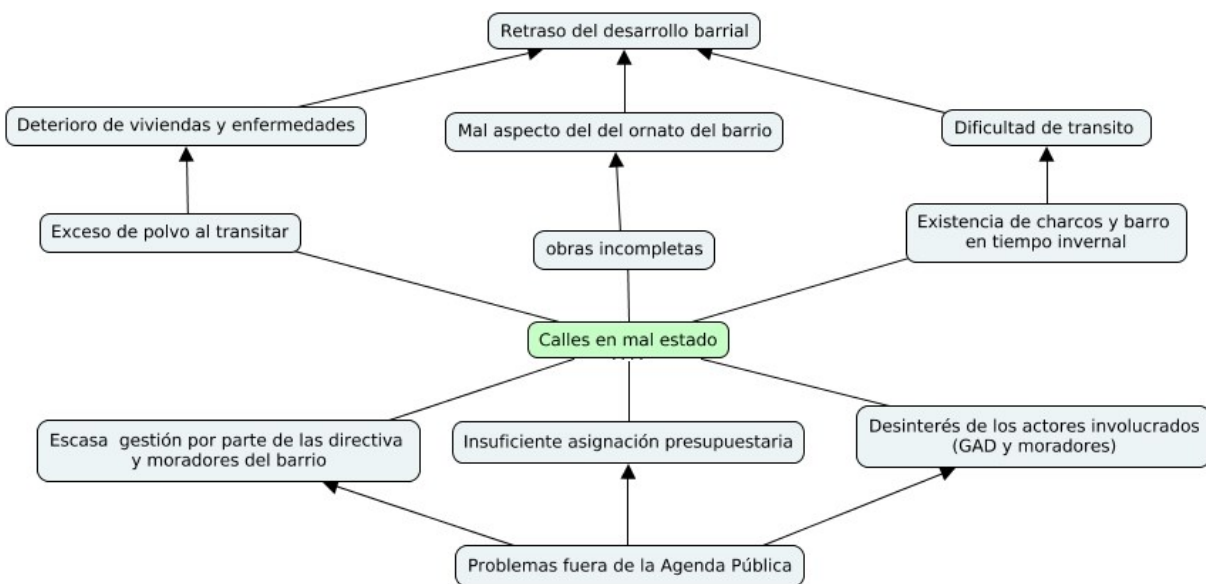 Retraso del desarrollo barrial
Deterioro de viviendas y enfermedades
Mal aspecto del del ornato del barrio
Dificultad de transito
Exceso de polvo al transitar
obras incompletas
Existencia de charcos y barro
en tiempo invernal
Calles en mal estado
Escasa gestión por parte de las directiva
y moradores del barrio
Insuficiente asignación presupuestaria
Desinterés de los actores involucrados
(GAD y moradores)
Problemas fuera de la Agenda Pública